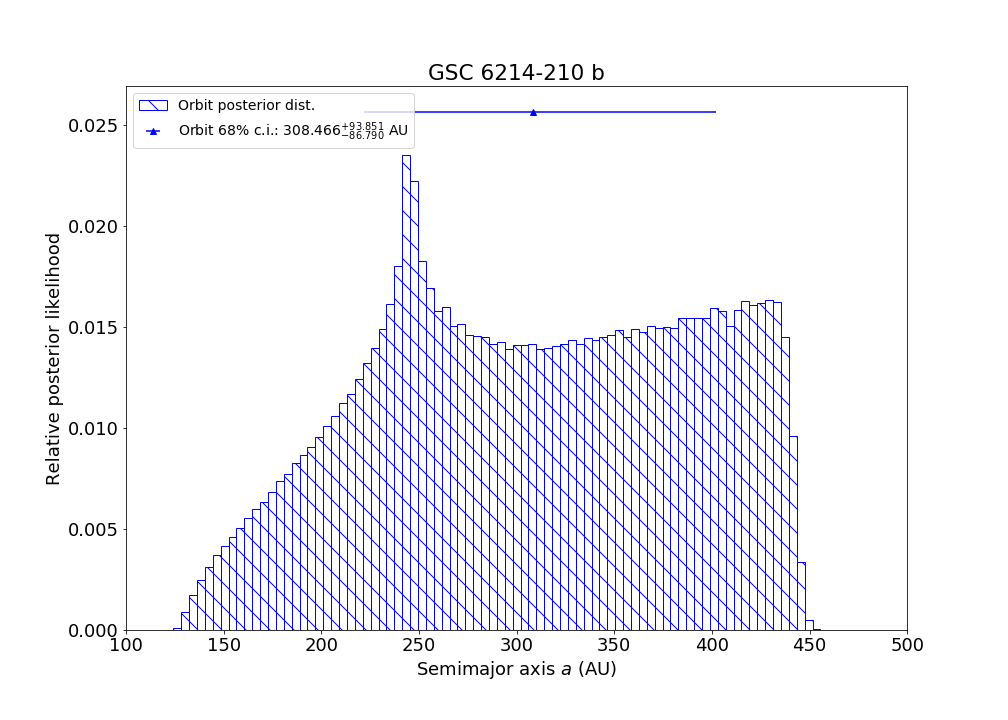 GSC 6214-210 b
Orbit posterior dist.
Orbit 68% c.i.: 308.466+93.851 −86.790 AU
Relative posterior likelihood
0.025
0.020
0.015
0.010
0.005
0.000
100 150 200 250 300 350 400 450 500
Semimajor axis a (AU)